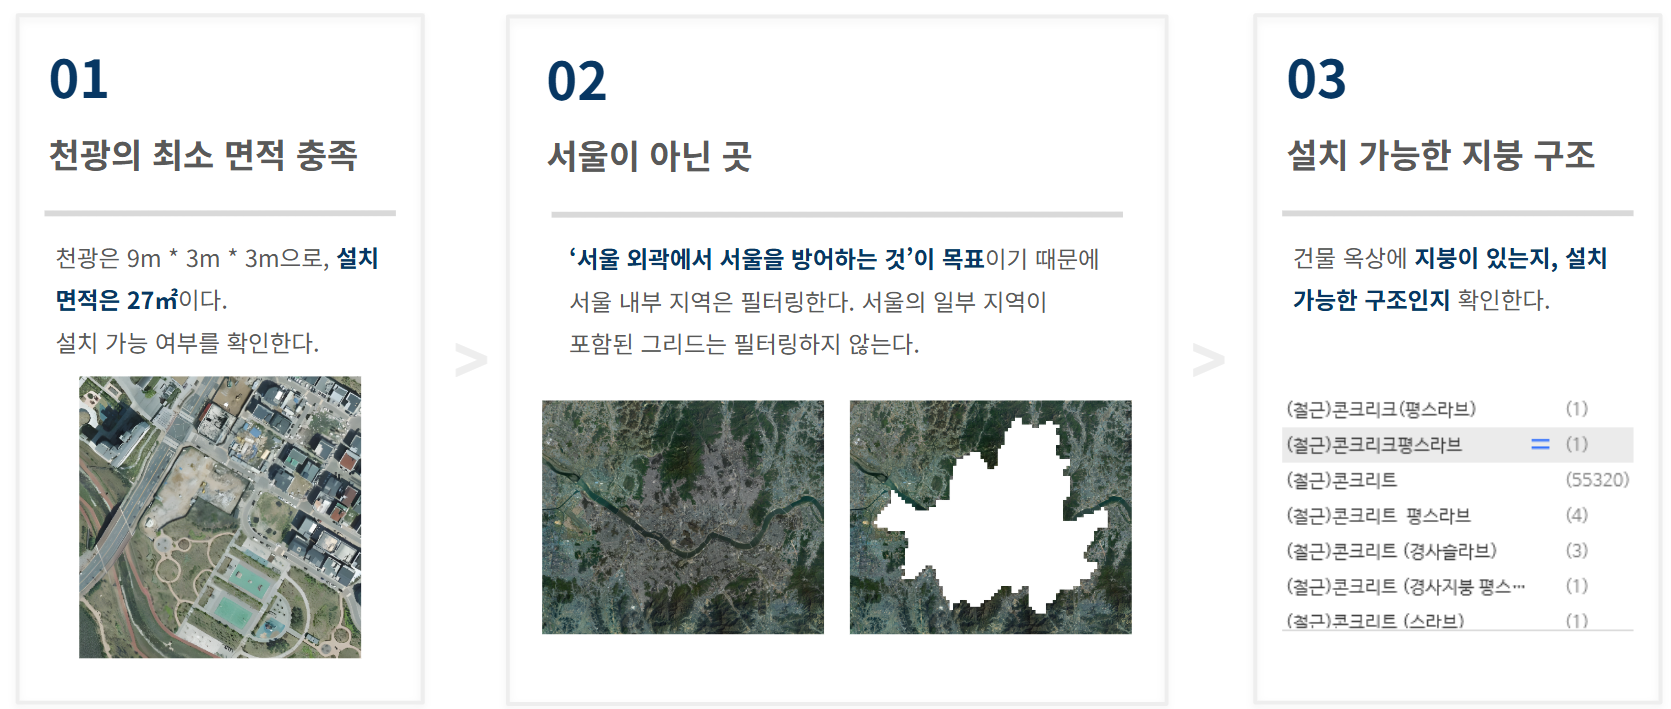 01
천광의 최소 면적 충족
천광은 9m * 3m * 3m으로, 설치
면적은 27㎡이다.
설치 가능 여부를 확인한다.
>
02
서울이 아닌 곳
‘서울 외곽에서 서울을 방어하는 것’이 목표이기 때문에
서울 내부 지역은 필터링한다. 서울의 일부 지역이
포함된 그리드는 필터링하지 않는다.
>
03
설치 가능한 지붕 구조
건물 옥상에 지붕이 있는지, 설치
가능한 구조인지 확인한다.
(철근)콘크리크(평스라브) (1)
(철근)콘크리크평스라브 = (1)
(철근)콘크리트 (55320)
(철근)콘크리트 평스라브 (4)
(철근)콘크리트 (경사슬라브) (3)
(철근)콘크리트 (경사지붕 평스… (1)
(철근)콘크리트 (스라브) (1)